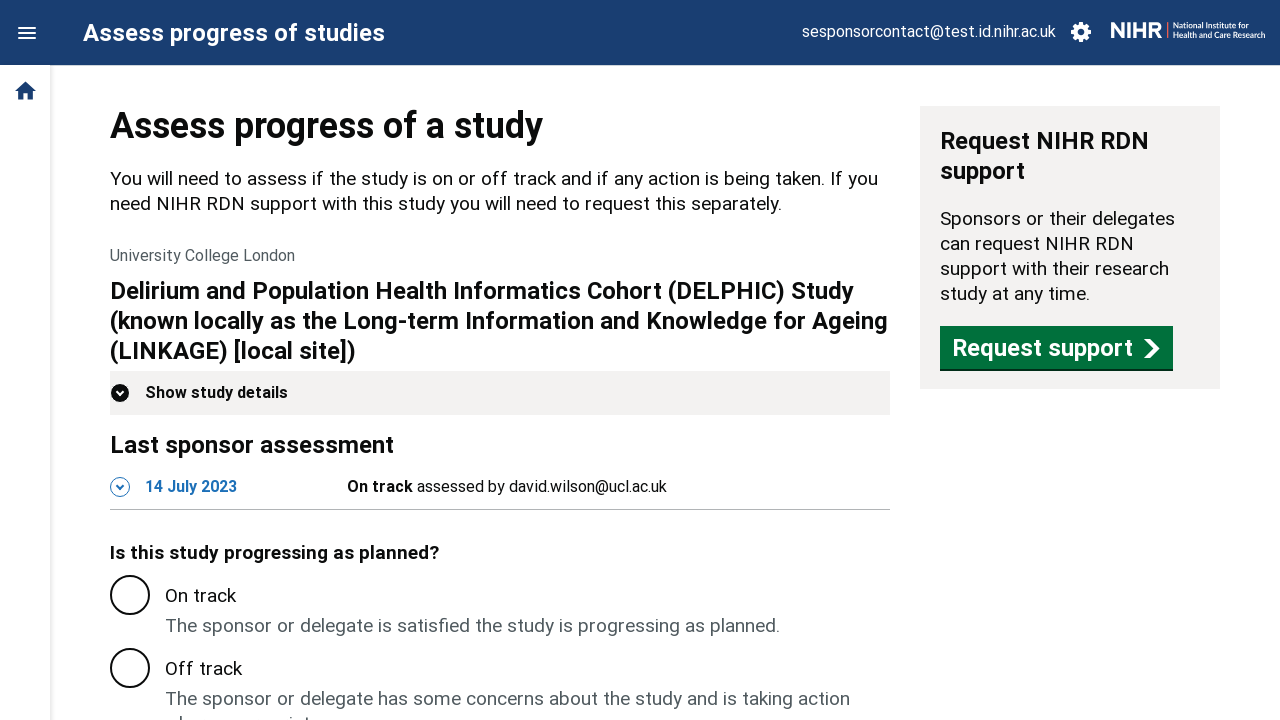 Assess progress of studies
sesponsorcontact@test.id.nihr.ac.uk
NIHR | National Institute for
Health and Care Research
Assess progress of a study
You will need to assess if the study is on or off track and if any action is being taken. If you
need NIHR RDN support with this study you will need to request this separately.
University College London
Delirium and Population Health Informatics Cohort (DELPHIC) Study
(known locally as the Long-term Information and Knowledge for Ageing
(LINKAGE) [local site])
Show study details
Last sponsor assessment
14 July 2023
On track assessed by david.wilson@ucl.ac.uk
Is this study progressing as planned?
On track
The sponsor or delegate is satisfied the study is progressing as planned.
Off track
The sponsor or delegate has some concerns about the study and is taking action
Request NIHR RDN
support
Sponsors or their delegates
can request NIHR RDN
support with their research
study at any time.
Request support